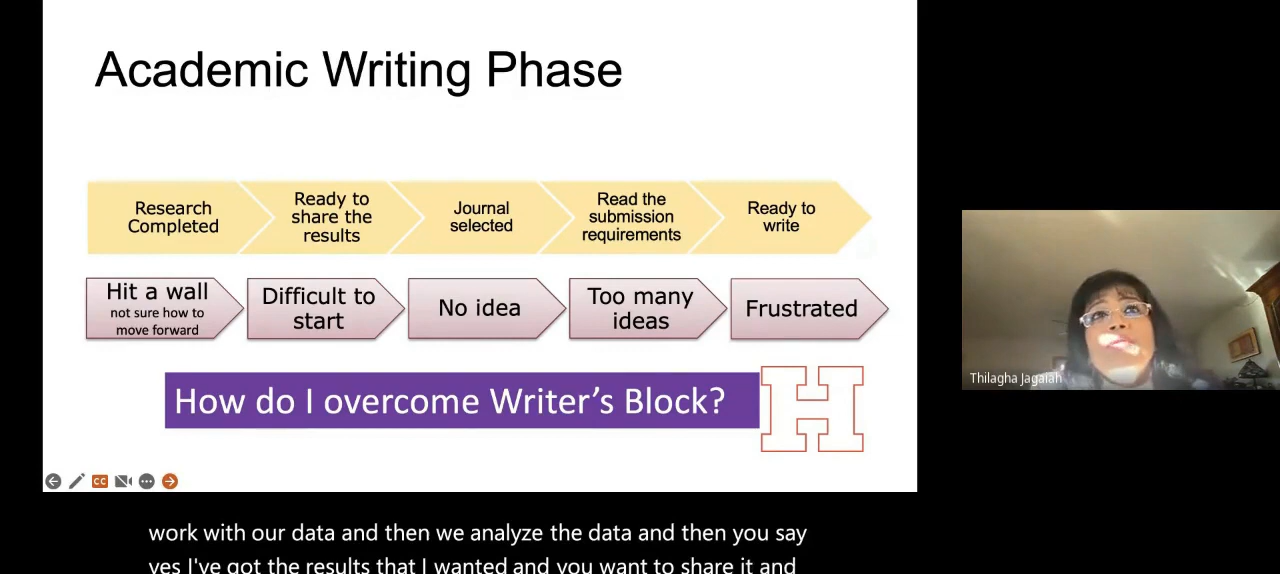 Academic Writing Phase
Research
Completed
Ready to
share the
results
Journal
selected
Read the
submission
requirements
Ready to
write
Hit a wall
not sure how to
move forward
Difficult to
start
No idea
Too many
ideas
Frustrated
How do I overcome Writer's Block?
H
CC
Thilagha Jagaiah
work with our data and then we analyze the data and then you say
yes I've got the results that I wanted and you want to share it and